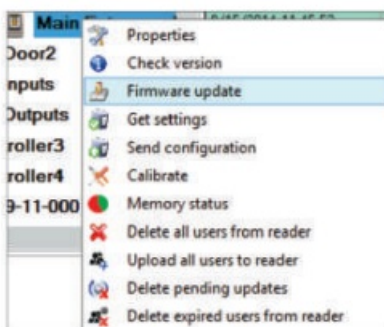 Main
Door2
nputs
Outputs
roller3
roller4
9-11-000
Properties
Check version
Firmware update
Get settings
Send configuration
Calibrate
Memory status
Delete all users from reader
Upload all users to reader
Delete pending updates
Delete expired users from reader